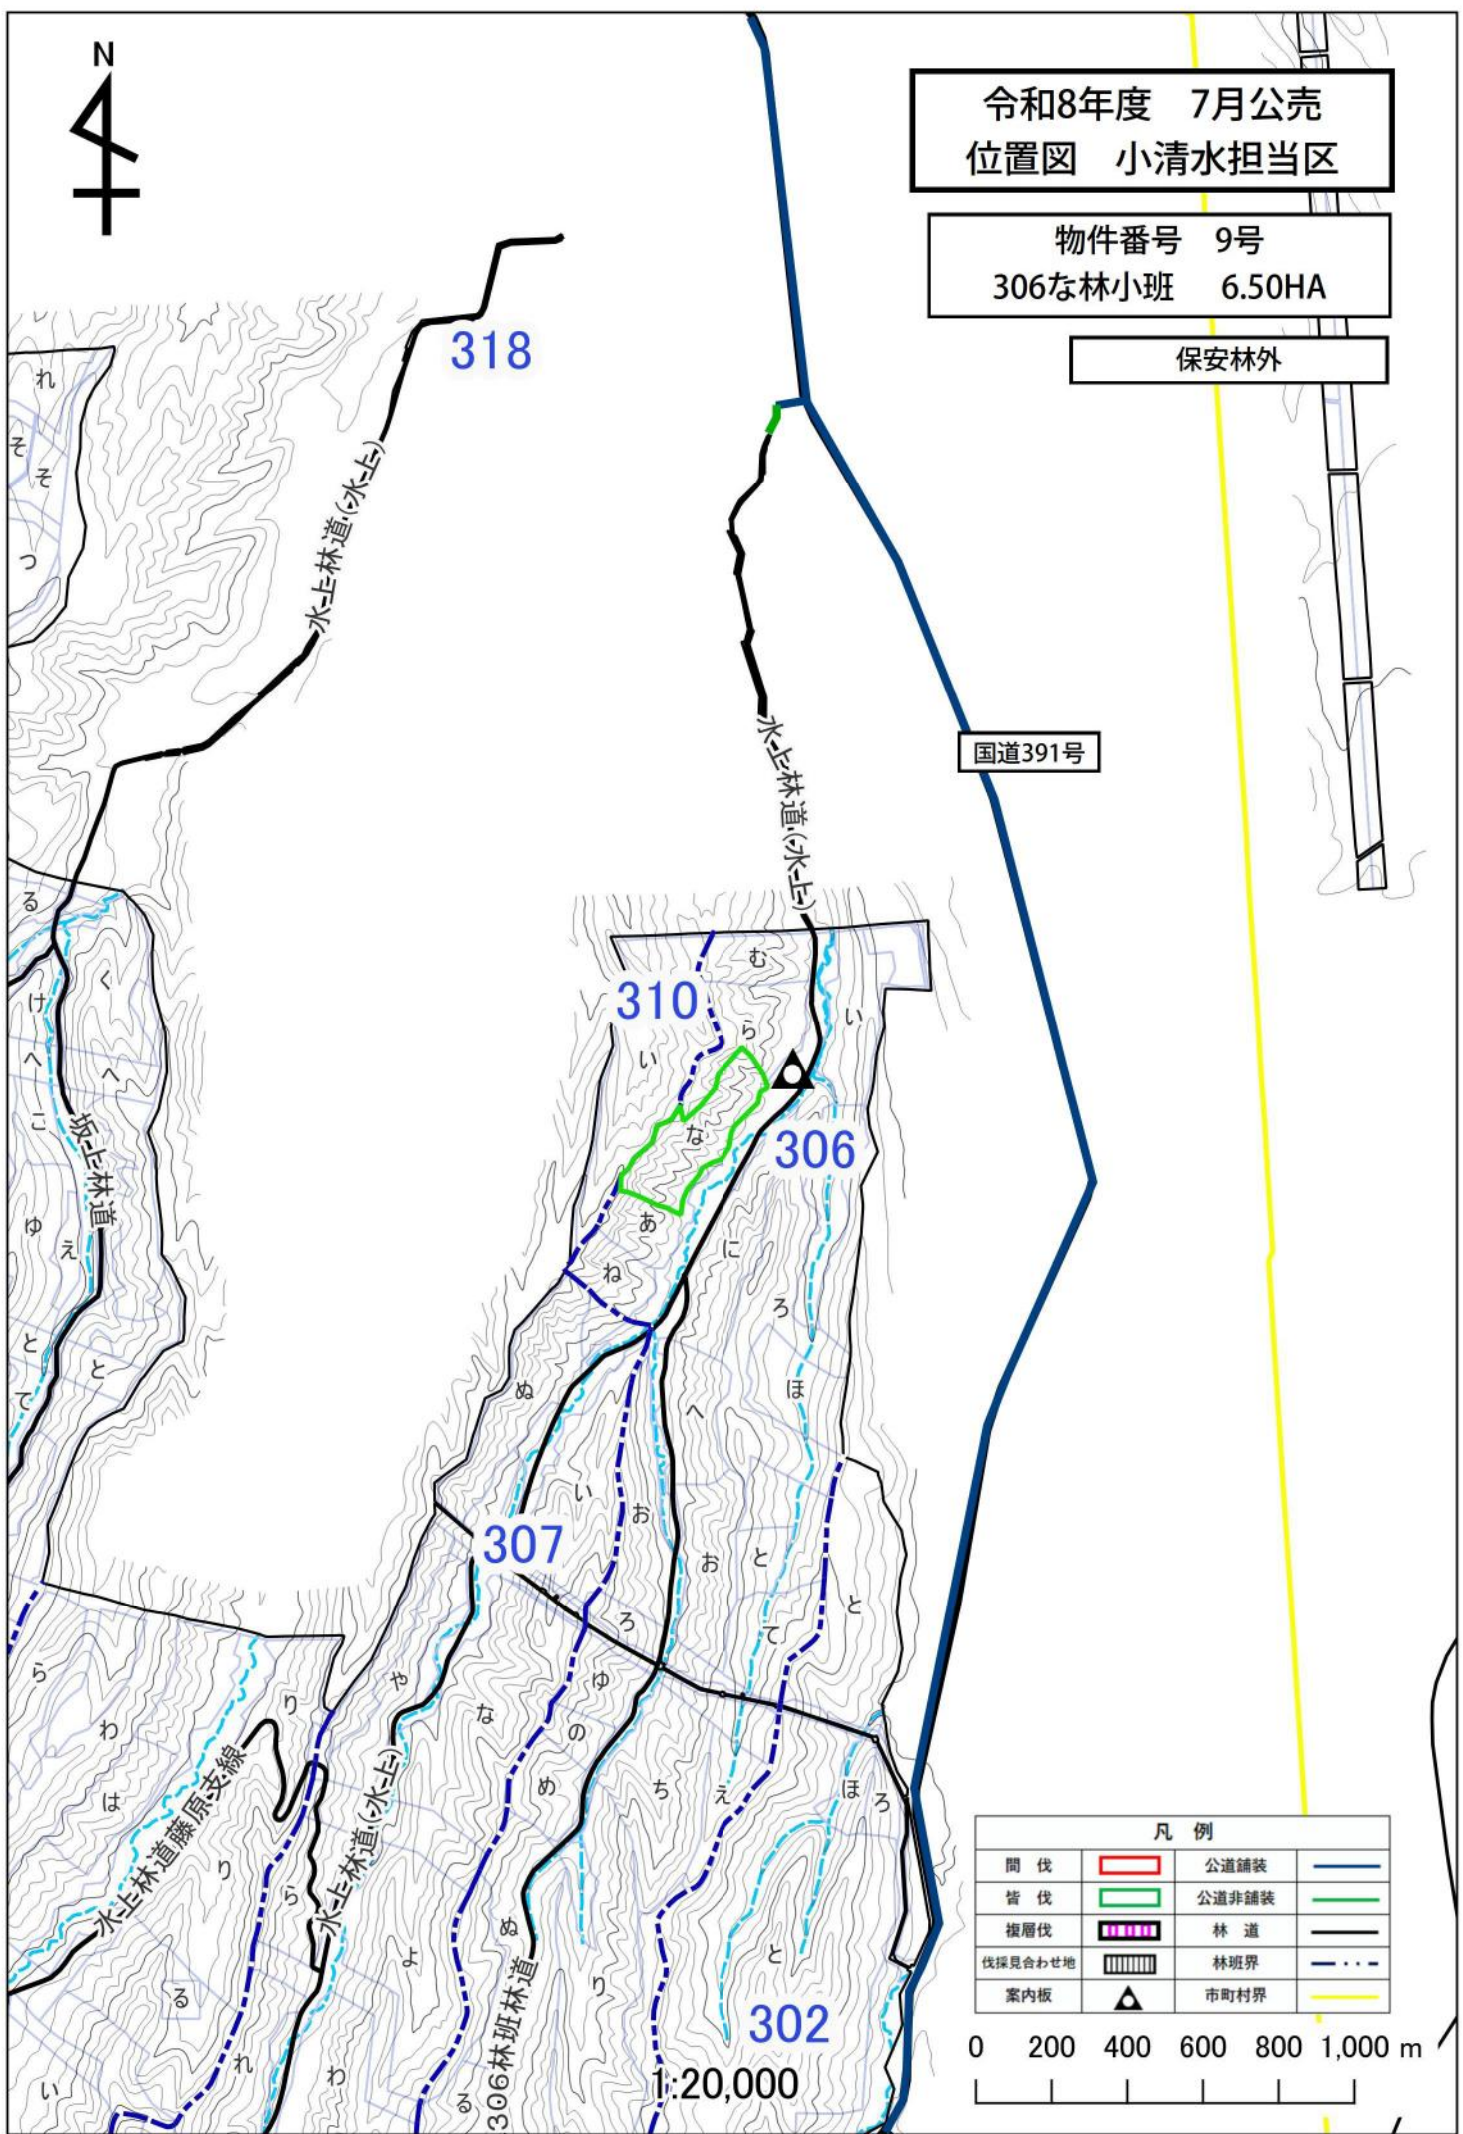 N
令和8年度 7月公売
位置図 小清水担当区
物件番号 9号
306な林小班 6.50HA
保安林外
318
れ
そ
そ
つ
水上林道(水上)
国道391号
水上林道(水上)
る
く
け
へ
へ
こ
坂上林道
ゆ
え
と
と
て
む
310
ら
い
い
な
306
あ
に
ね
ろ
ぬ
ほ
へ
い
お
307
お
と
と
ろ
て
ら
や
ゆ
り
な
の
わ
め
ち
え
ほ
ろ
は
水上林道藤原支線
水上林道(水上)
り
ら
ぬ
よ
と
り
る
302
306林班林道
れ
わ
い
る
1:20,000
凡 例
間 伐
公道舗装
皆 伐
公道非舗装
複層伐
林 道
伐採見合わせ地
林班界
案内板
市町村界
0 200 400 600 800 1,000 m